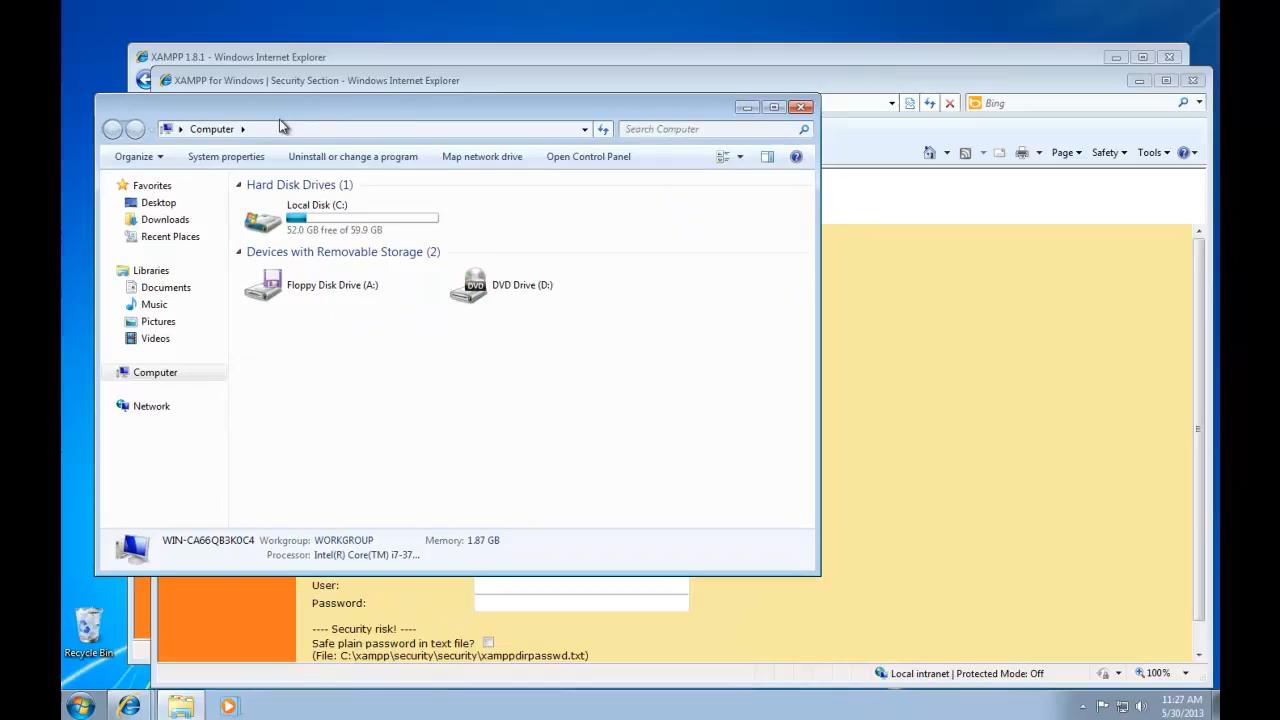 XAMPP 1.8.1 - Windows Internet Explorer
XAMPP for Windows | Security Section - Windows Internet Explorer
Bing
Computer
Search Computer
Page Safety Tools
Organize System properties Uninstall or change a program Map network drive Open Control Panel
Favorites
Desktop
Downloads
Recent Places
Libraries
Documents
Music
Pictures
Videos
Computer
Network
Hard Disk Drives (1)
Local Disk (C:)
52.0 GB free of 59.9 GB
Devices with Removable Storage (2)
Floppy Disk Drive (A:)
DVD
DVD Drive (D:)
WIN-CA66QB3K0C4 Workgroup: WORKGROUP Memory: 1.87 GB
Processor: Intel(R) Core(TM) i7-37...
User:
Password:
---- Security risk! ----
Safe plain password in text file?
(File: C:\xampp\security\security\xamppdirpasswd.txt)
Local intranet | Protected Mode: Off
100%
Recycle Bin
11:27 AM
5/30/2013